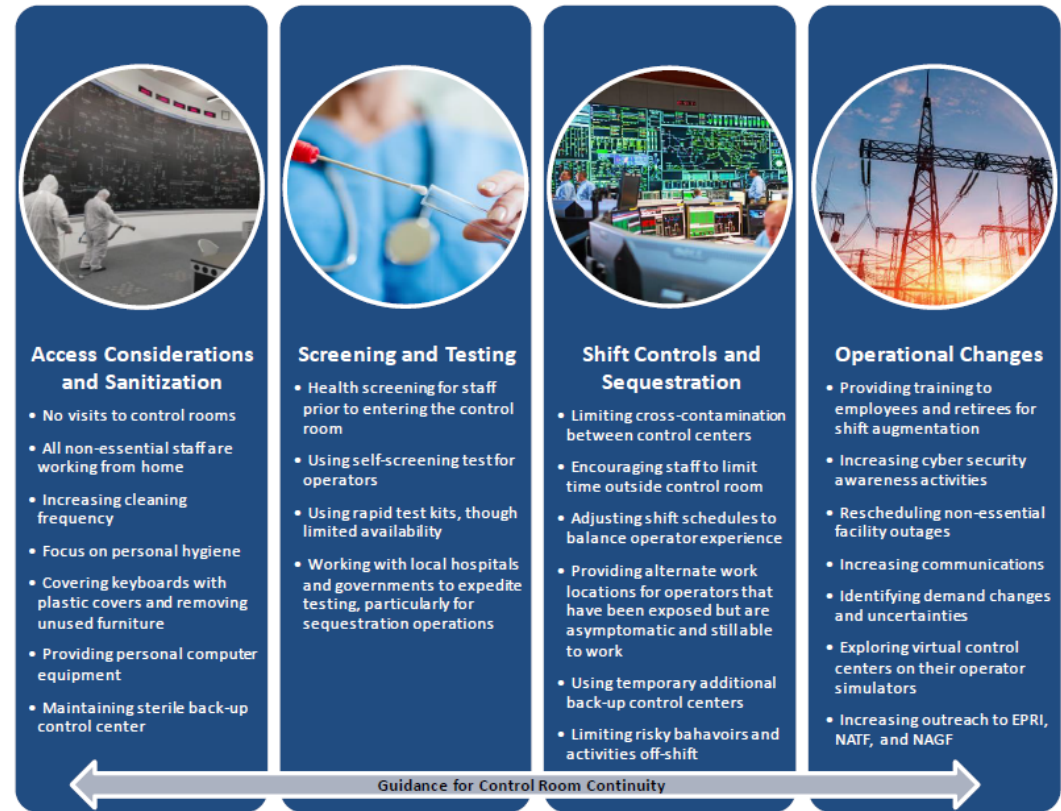 Access Considerations
and Sanitization
• No visits to control rooms
• All non-essential staff are
working from home
• Increasing cleaning
frequency
• Focus on personal hygiene
• Covering keyboards with
plastic covers and removing
unused furniture
• Providing personal computer
equipment
• Maintaining sterile back-up
control center
Screening and Testing
• Health screening for staff
prior to entering the control
room
• Using self-screening test for
operators
• Using rapid test kits, though
limited availability
• Working with local hospitals
and governments to expedite
testing, particularly for
sequestration operations
Shift Controls and
Sequestration
• Limiting cross-contamination
between control centers
• Encouraging staff to limit
time outside control room
• Adjusting shift schedules to
balance operator experience
• Providing alternate work
locations for operators that
have been exposed but are
asymptomatic and still able
to work
• Using temporary additional
back-up control centers
• Limiting risky bahavoirs and
activities off-shift
Operational Changes
• Providing training to
employees and retirees for
shift augmentation
• Increasing cyber security
awareness activities
• Rescheduling non-essential
facility outages
• Increasing communications
• Identifying demand changes
and uncertainties
• Exploring virtual control
centers on their operator
simulators
• Increasing outreach to EPRI,
NATF, and NAGF
Guidance for Control Room Continuity